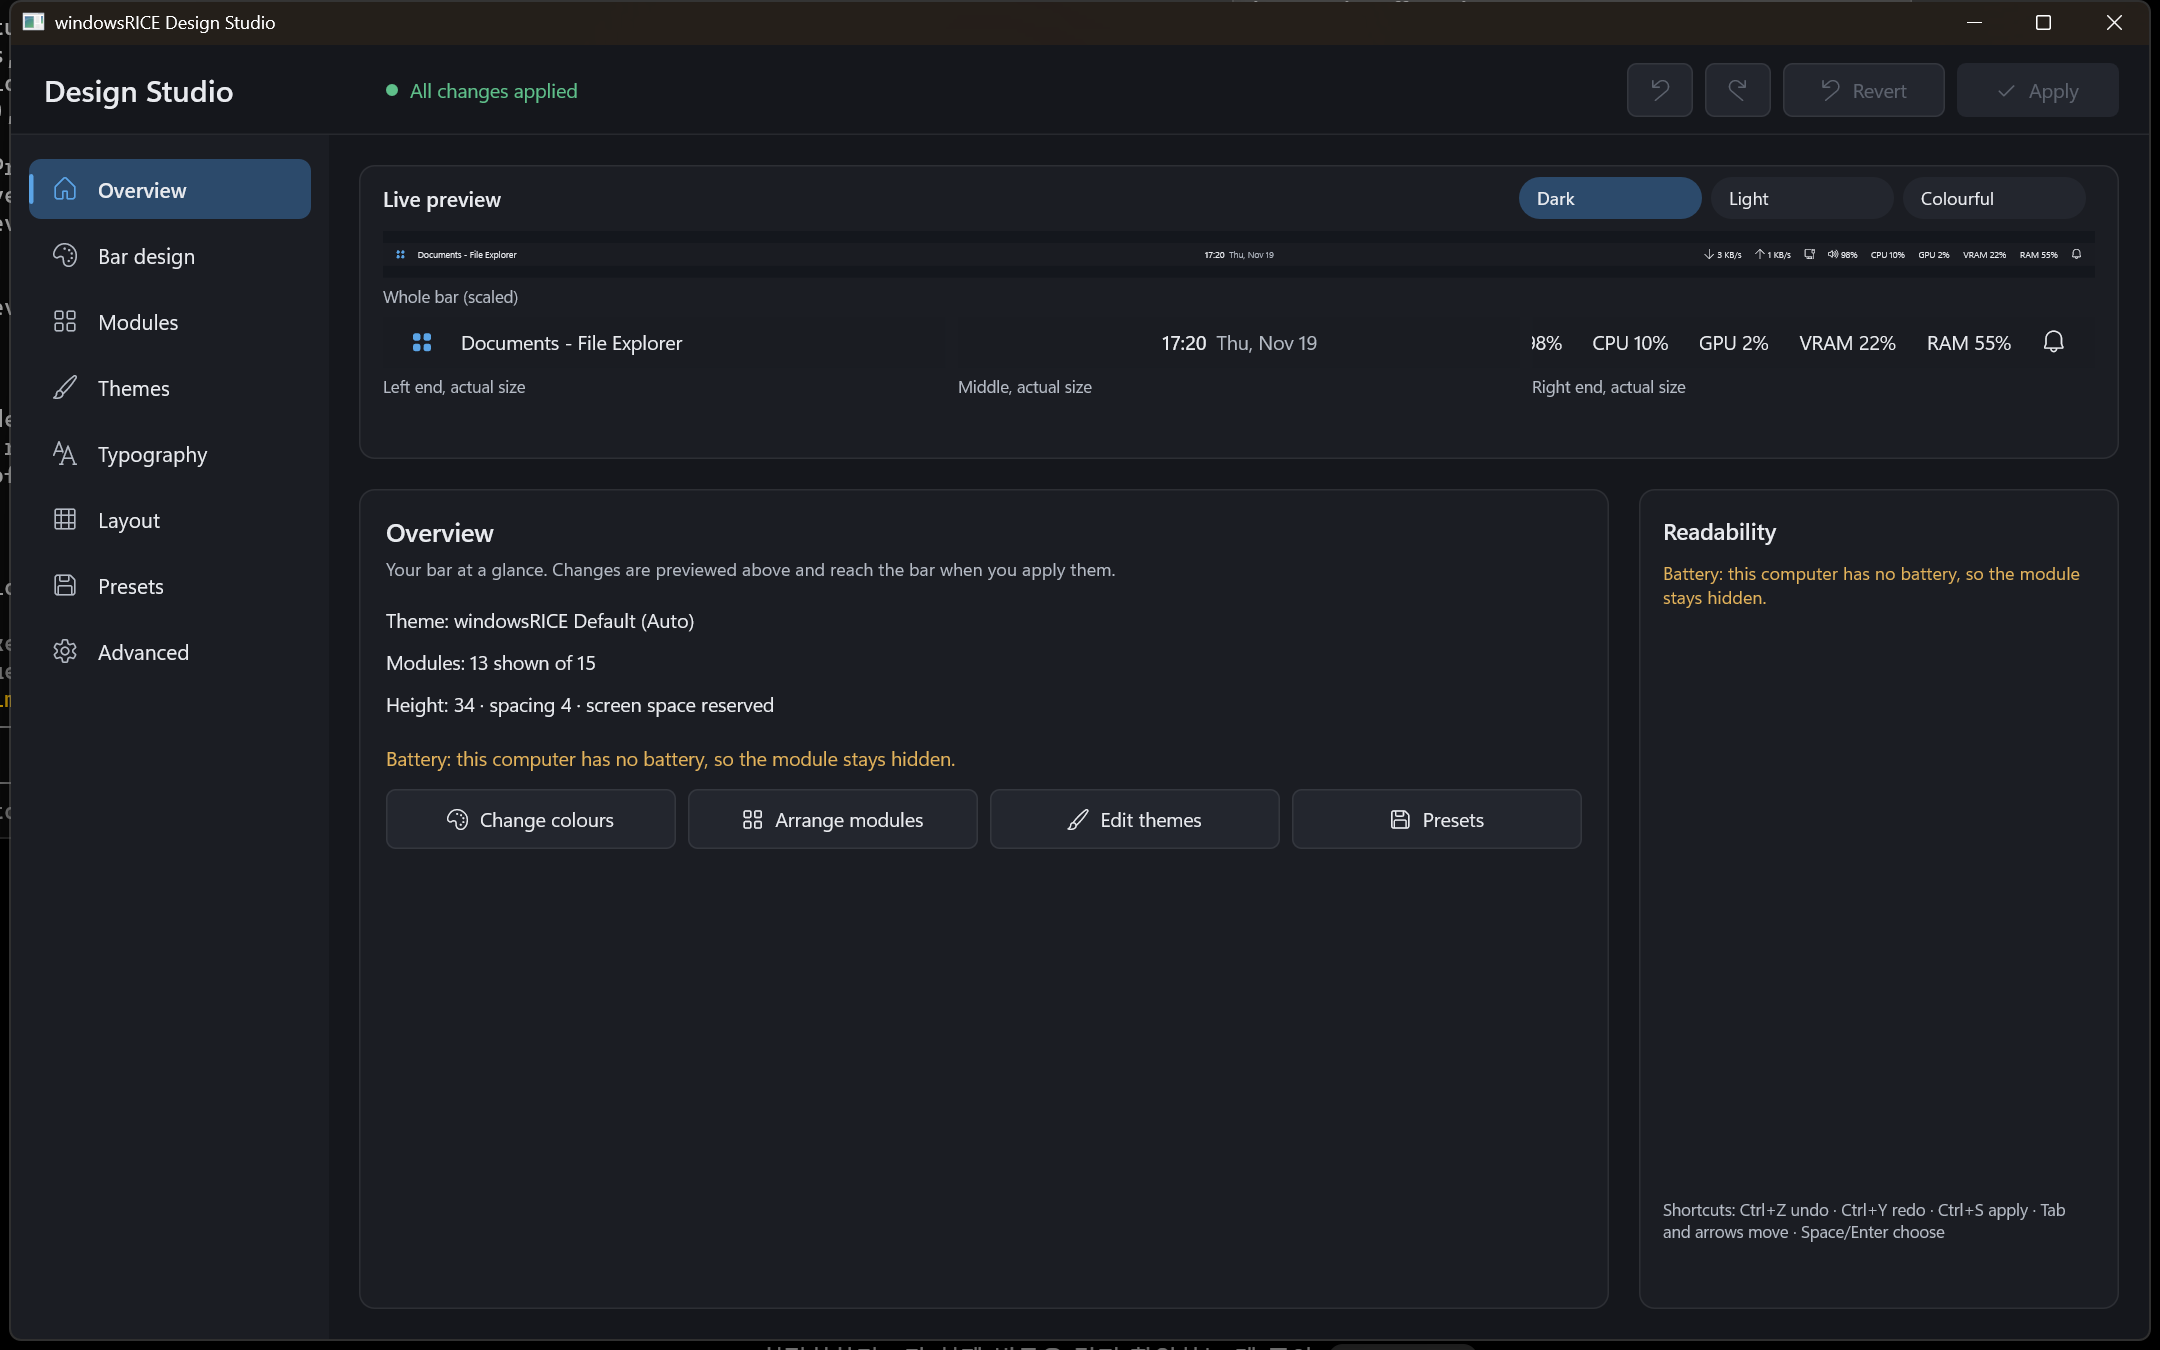 windowsRICE Design Studio
Design Studio
All changes applied
Revert
Apply
Overview
Bar design
Modules
Themes
Typography
Layout
Presets
Advanced
Live preview
Dark
Light
Colourful
Documents - File Explorer
17:20 Thu, Nov 19
3 KB/s 1 KB/s 98% CPU 10% GPU 2% VRAM 22% RAM 55%
Whole bar (scaled)
Documents - File Explorer
17:20 Thu, Nov 19
98% CPU 10% GPU 2% VRAM 22% RAM 55%
Left end, actual size
Middle, actual size
Right end, actual size
Overview
Your bar at a glance. Changes are previewed above and reach the bar when you apply them.
Theme: windowsRICE Default (Auto)
Modules: 13 shown of 15
Height: 34 · spacing 4 · screen space reserved
Battery: this computer has no battery, so the module stays hidden.
Change colours
Arrange modules
Edit themes
Presets
Readability
Battery: this computer has no battery, so the module
stays hidden.
Shortcuts: Ctrl+Z undo · Ctrl+Y redo · Ctrl+S apply · Tab
and arrows move · Space/Enter choose